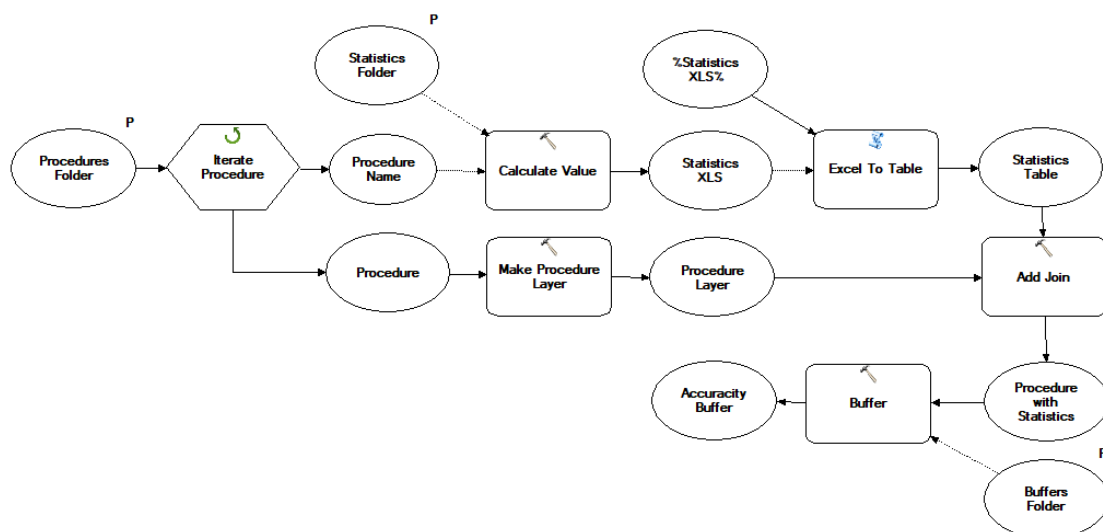 P
Statistics
Folder
%Statistics
XLS%
P
Procedures
Folder
Iterate
Procedure
Procedure
Name
Calculate Value
Statistics
XLS
Excel To Table
Statistics
Table
Procedure
Make Procedure
Layer
Procedure
Layer
Add Join
Accuracity
Buffer
Buffer
Procedure
with
Statistics
P
Buffers
Folder